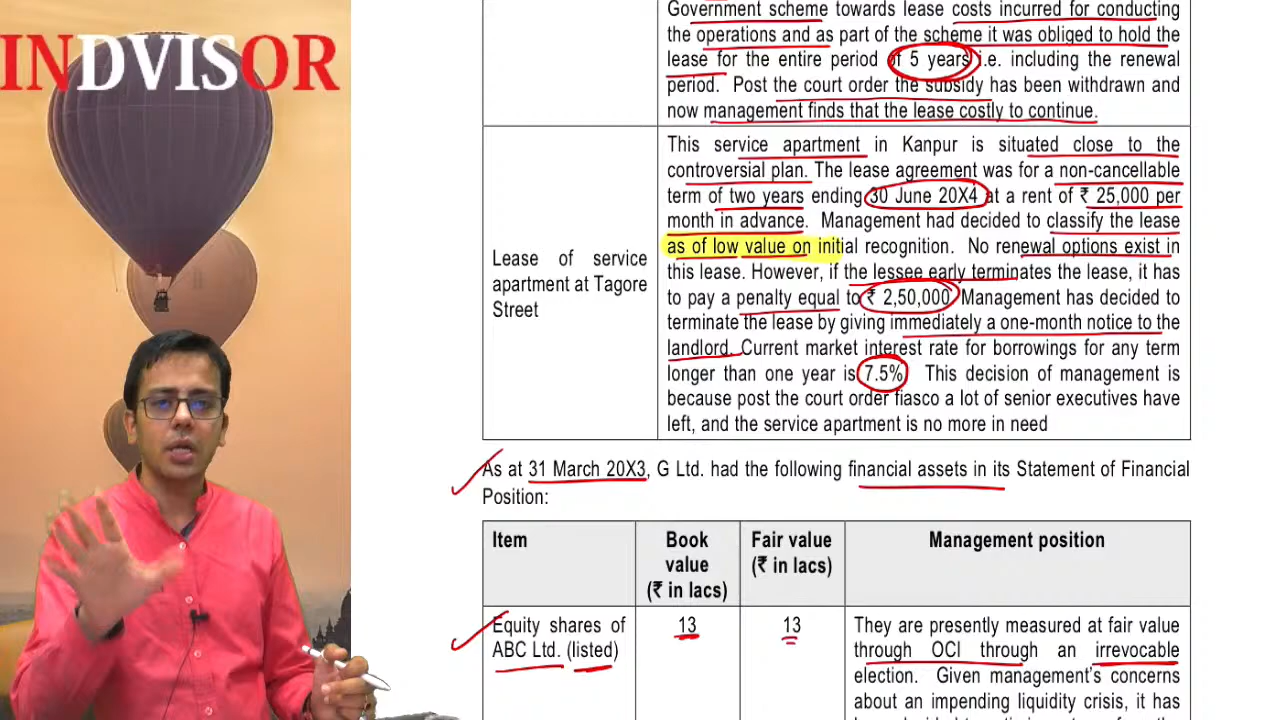 INDVISOR
Government scheme towards lease costs incurred for conducting
the operations and as part of the scheme it was obliged to hold the
lease for the entire period of 5 years i.e. including the renewal
period. Post the court order the subsidy has been withdrawn and
now management finds that the lease costly to continue.
Lease of service
apartment at Tagore
Street
This service apartment in Kanpur is situated close to the
controversial plan. The lease agreement was for a non-cancellable
term of two years ending 30 June 20X4 at a rent of ₹ 25,000 per
month in advance. Management had decided to classify the lease
as of low value on initial recognition. No renewal options exist in
this lease. However, if the lessee early terminates the lease, it has
to pay a penalty equal to ₹ 2,50,000 Management has decided to
terminate the lease by giving immediately a one-month notice to the
landlord. Current market interest rate for borrowings for any term
longer than one year is 7.5% This decision of management is
because post the court order fiasco a lot of senior executives have
left, and the service apartment is no more in need
As at 31 March 20X3, G Ltd. had the following financial assets in its Statement of Financial
Position:
Item
Book
value
(₹ in lacs)
Fair value
(₹ in lacs)
Management position
Equity shares of
ABC Ltd. (listed)
13
13
They are presently measured at fair value
through OCI through an irrevocable
election. Given management's concerns
about an impending liquidity crisis, it has